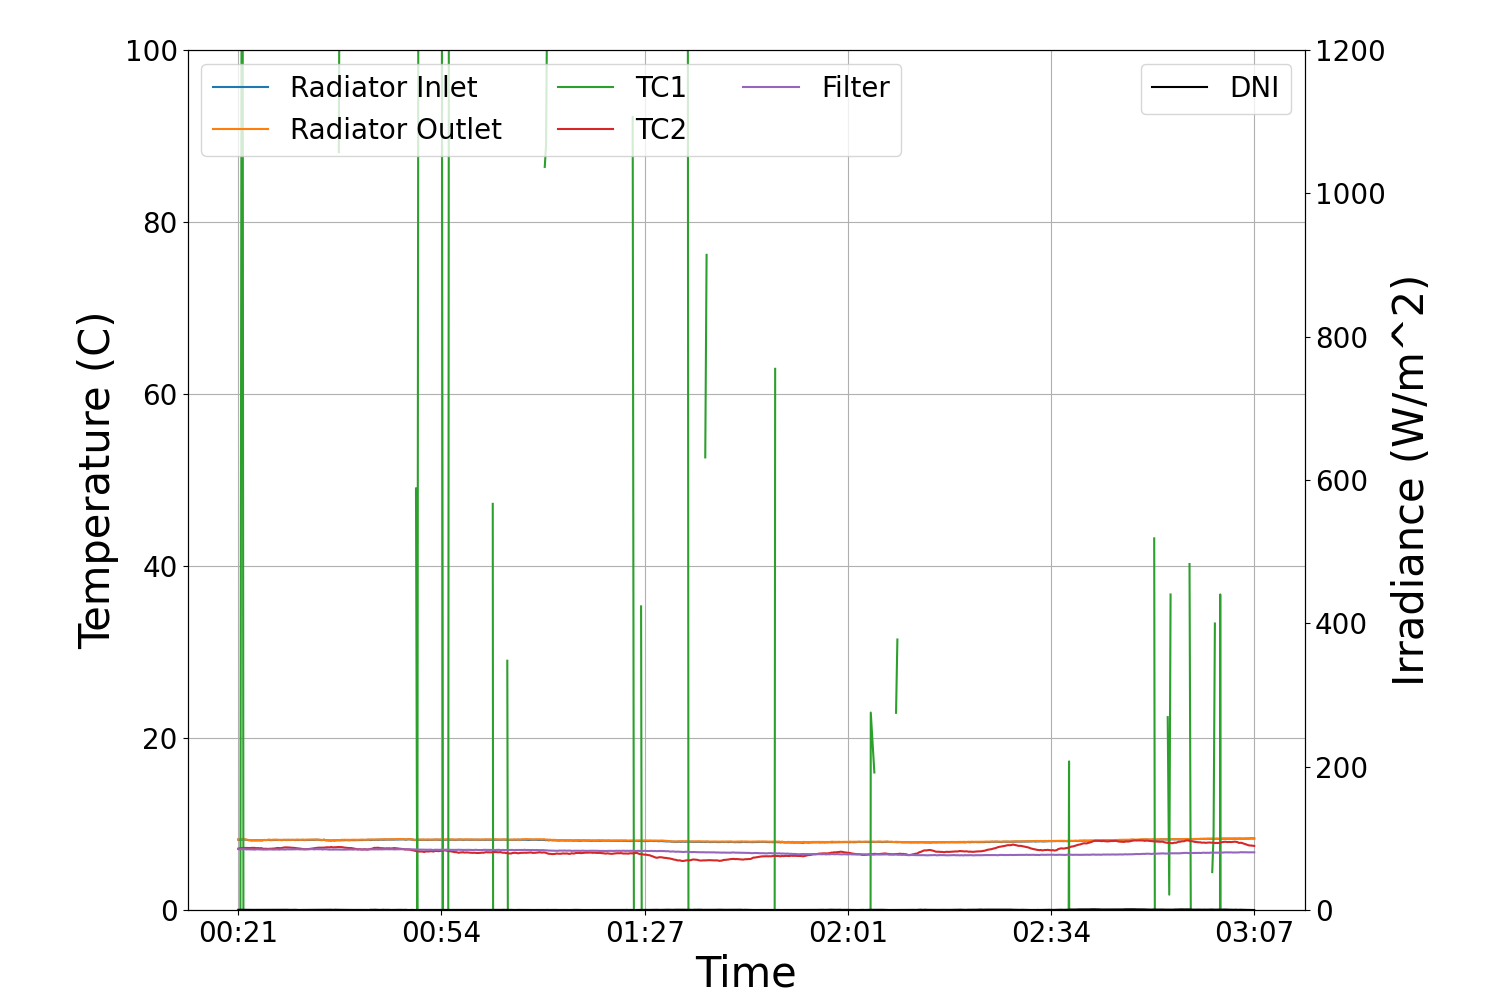 100
80
60
40
20
0
Temperature (C)
Radiator Inlet
Radiator Outlet
TC1
TC2
Filter
DNI
1200
1000
800
600
400
200
0
Irradiance (W/m^2)
00:21
00:54
01:27
02:01
02:34
03:07
Time